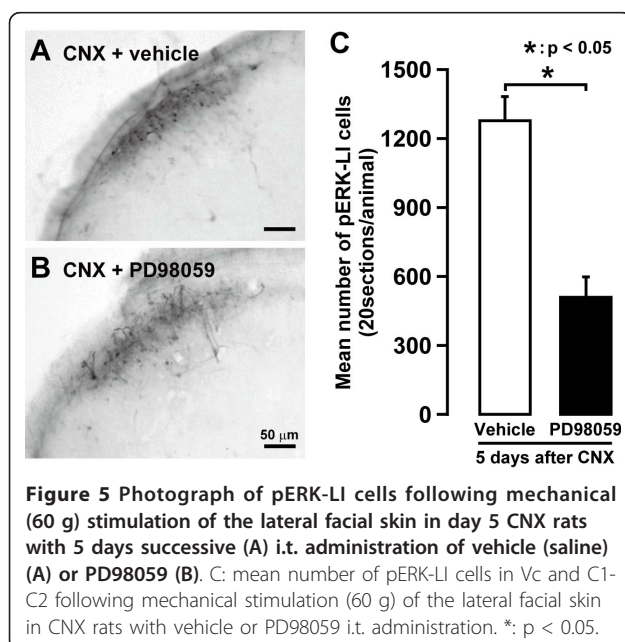 A CNX + vehicle
B CNX + PD98059
50 μm
C
*: p < 0.05
*
Mean number of pERK-LI cells
(20sections/animal)
1500
1200
900
600
300
0
Vehicle PD98059
5 days after CNX
Figure 5 Photograph of pERK-LI cells following mechanical
(60 g) stimulation of the lateral facial skin in day 5 CNX rats
with 5 days successive (A) i.t. administration of vehicle (saline)
(A) or PD98059 (B). C: mean number of pERK-LI cells in Vc and C1-
C2 following mechanical stimulation (60 g) of the lateral facial skin
in CNX rats with vehicle or PD98059 i.t. administration. *: p < 0.05.